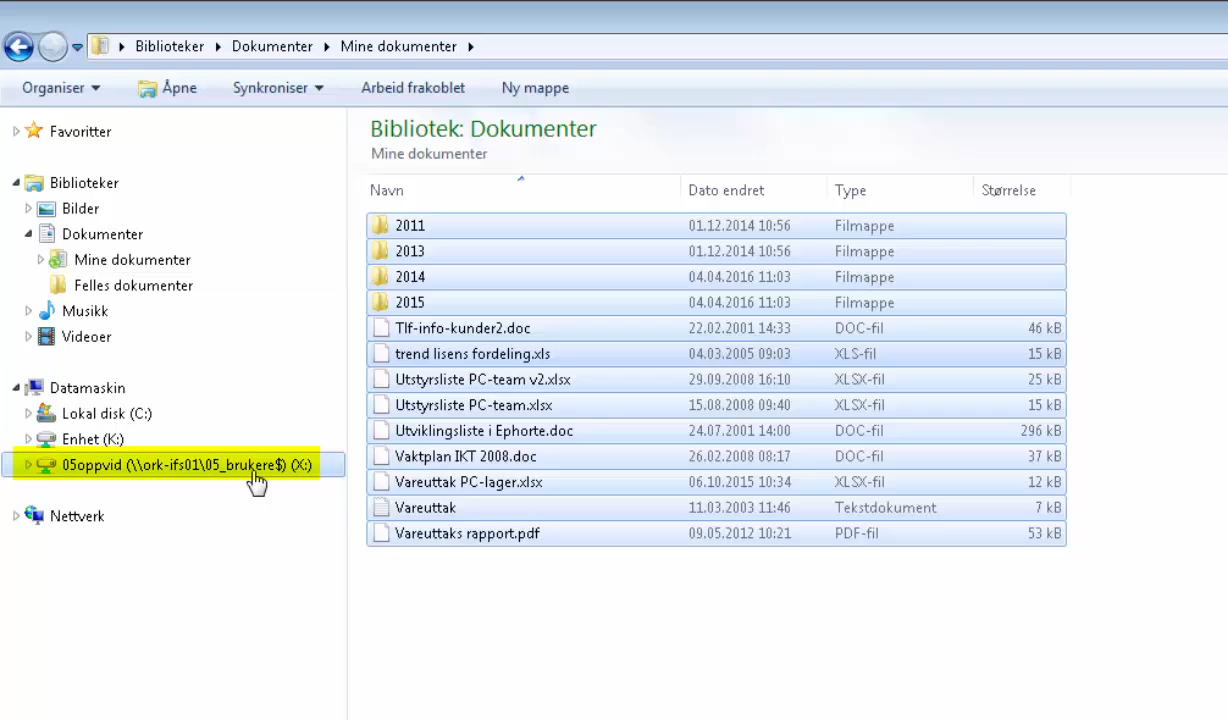 Biblioteker Dokumenter Mine dokumenter
Organiser Åpne Synkroniser Arbeid frakoblet Ny mappe
Favoritter
Biblioteker
Bilder
Dokumenter
Mine dokumenter
Felles dokumenter
Musikk
Videoer
Datamaskin
Lokal disk (C:)
Enhet (K:)
05oppvid (\\ork-ifs01\05_brukere$) (X:)
Nettverk
Bibliotek: Dokumenter
Mine dokumenter
Navn Dato endret Type Størrelse
2011 01.12.2014 10:56 Filmappe
2013 01.12.2014 10:56 Filmappe
2014 04.04.2016 11:03 Filmappe
2015 04.04.2016 11:03 Filmappe
Tlf-info-kunder2.doc 22.02.2001 14:33 DOC-fil 46 kB
trend lisens fordeling.xls 04.03.2005 09:03 XLS-fil 15 kB
Utstyrsliste PC-team v2.xlsx 29.09.2008 16:10 XLSX-fil 25 kB
Utstyrsliste PC-team.xlsx 15.08.2008 09:40 XLSX-fil 15 kB
Utviklingsliste i Ephorte.doc 24.07.2001 14:00 DOC-fil 296 kB
Vaktplan IKT 2008.doc 26.02.2008 08:17 DOC-fil 37 kB
Vareuttak PC-lager.xlsx 06.10.2015 10:34 XLSX-fil 12 kB
Vareuttak 11.03.2003 11:46 Tekstdokument 7 kB
Vareuttaks rapport.pdf 09.05.2012 10:21 PDF-fil 53 kB